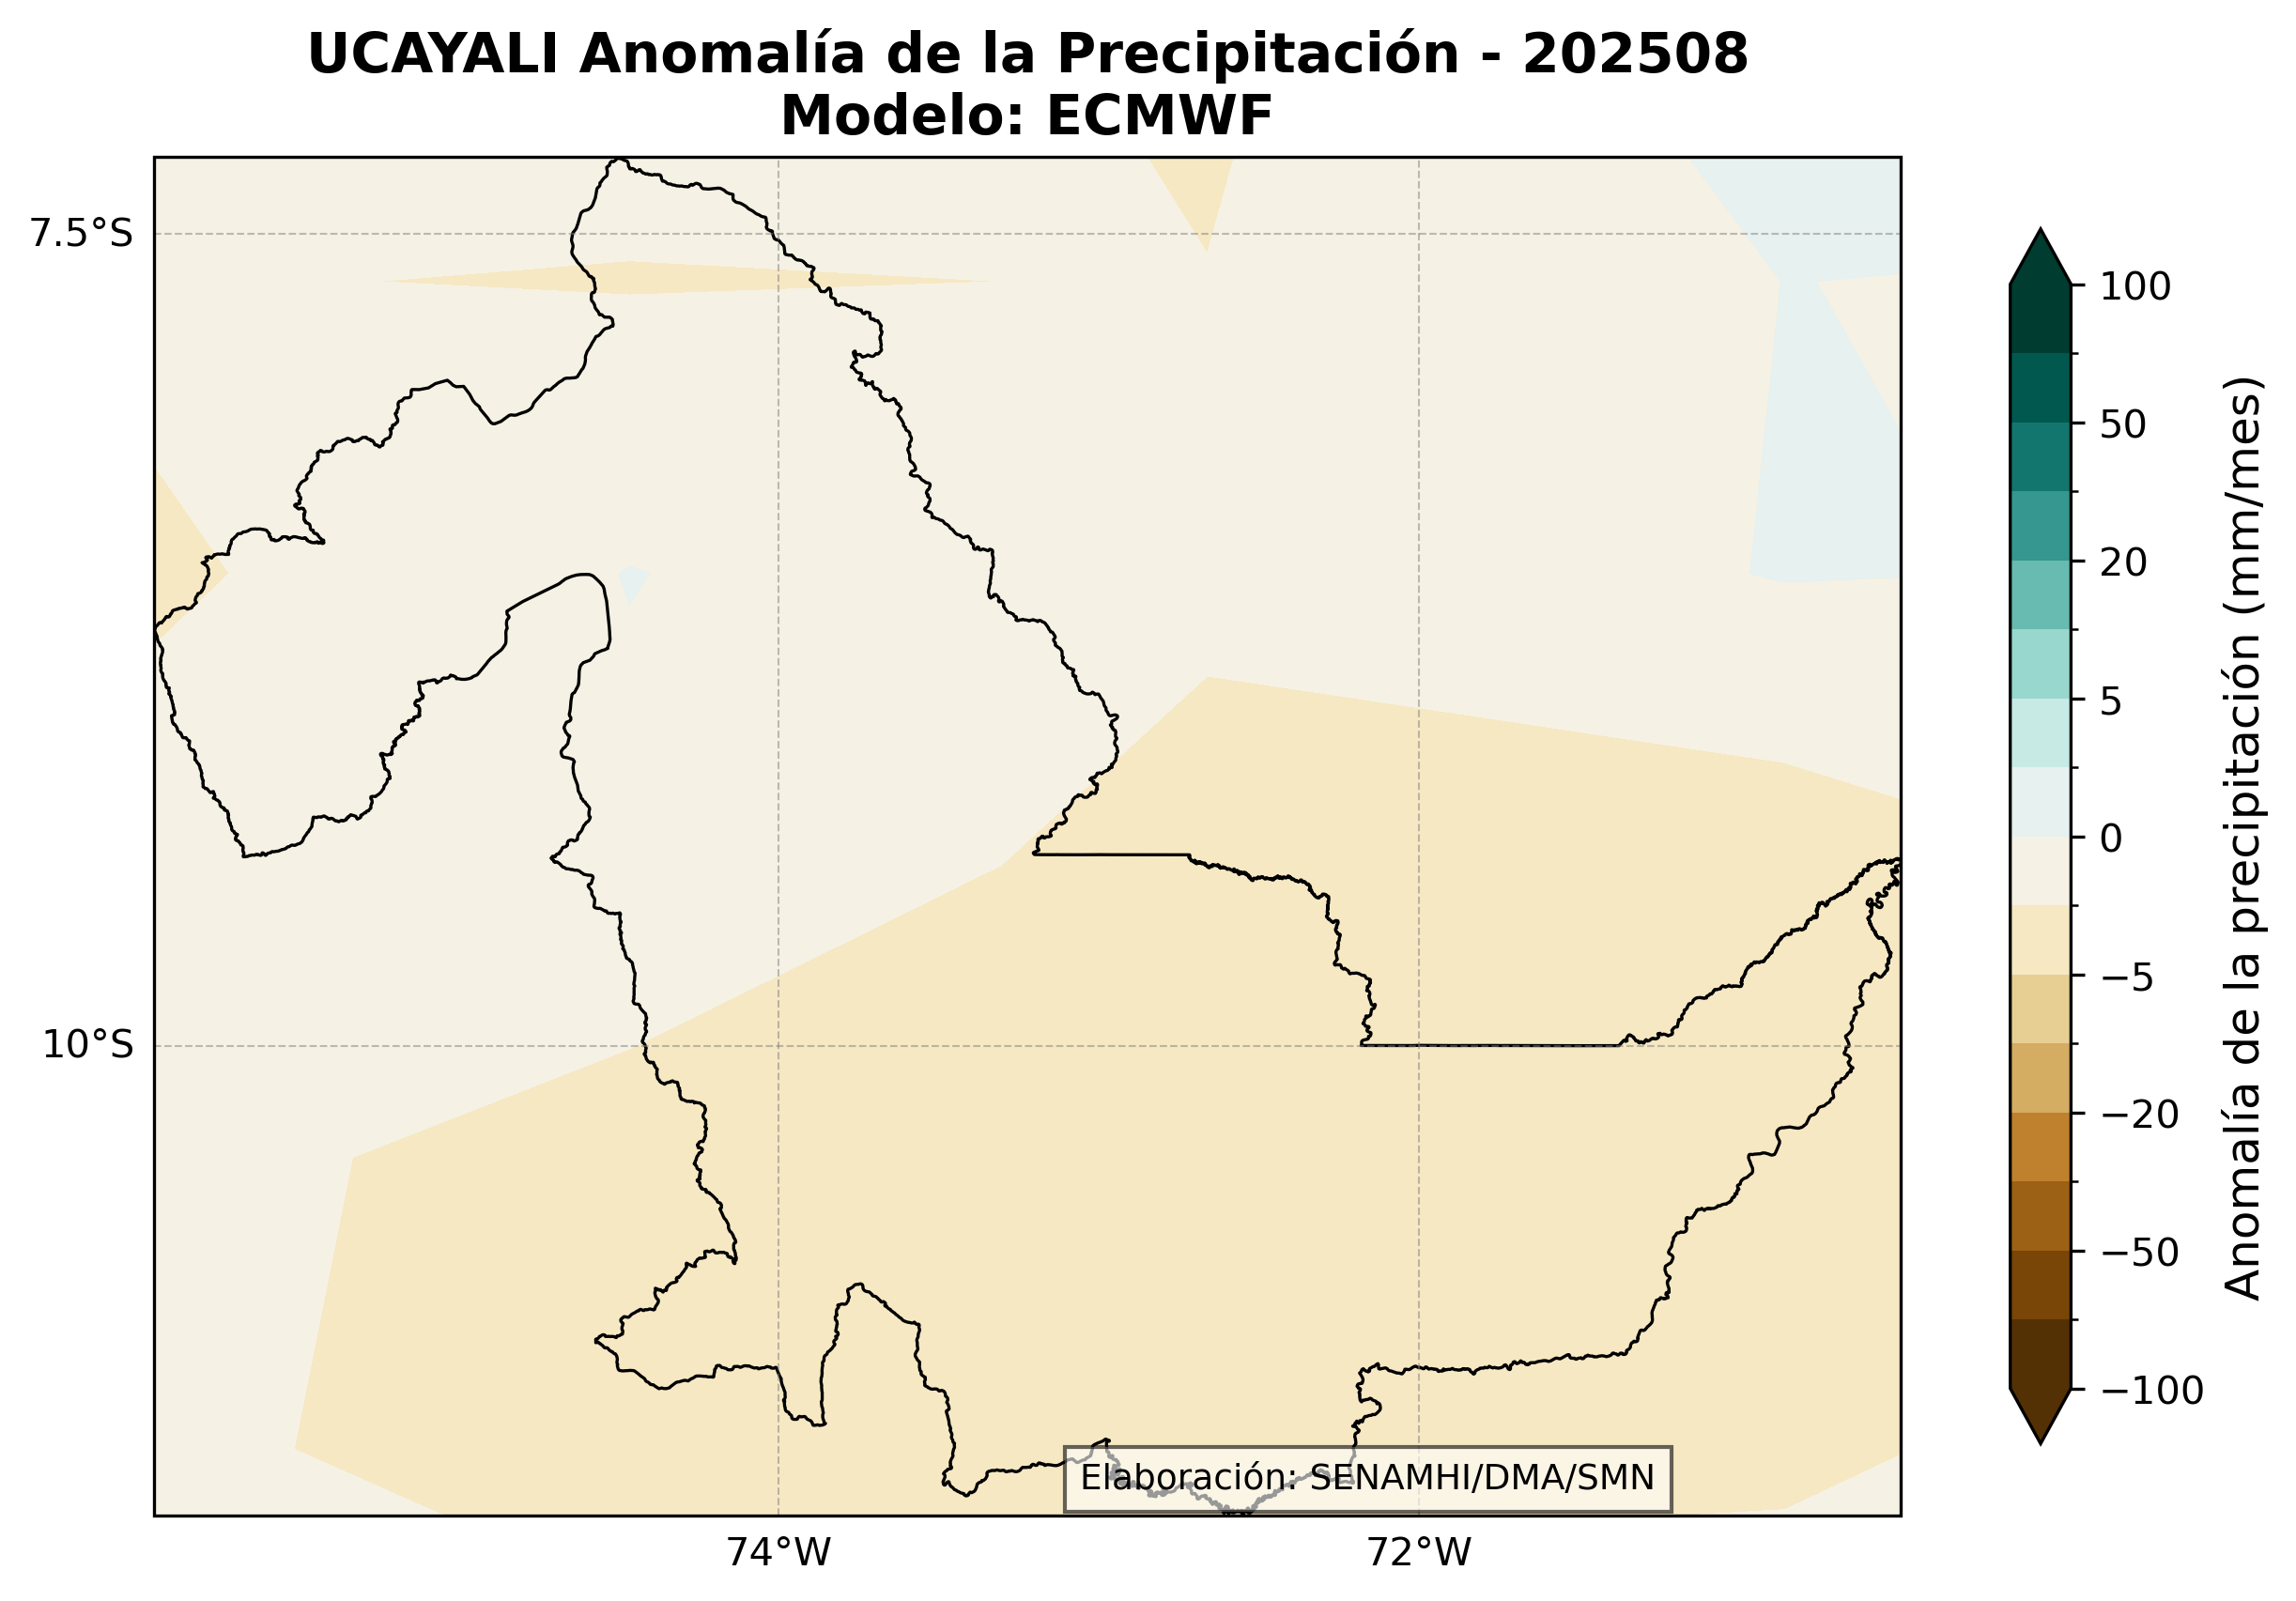 UCAYALI Anomalía de la Precipitación - 202508
Modelo: ECMWF
7.5°S
10°S
74°W
72°W
Elaboración: SENAMHI/DMA/SMN
100
50
20
5
0
−5
−20
−50
−100
Anomalía de la precipitación (mm/mes)